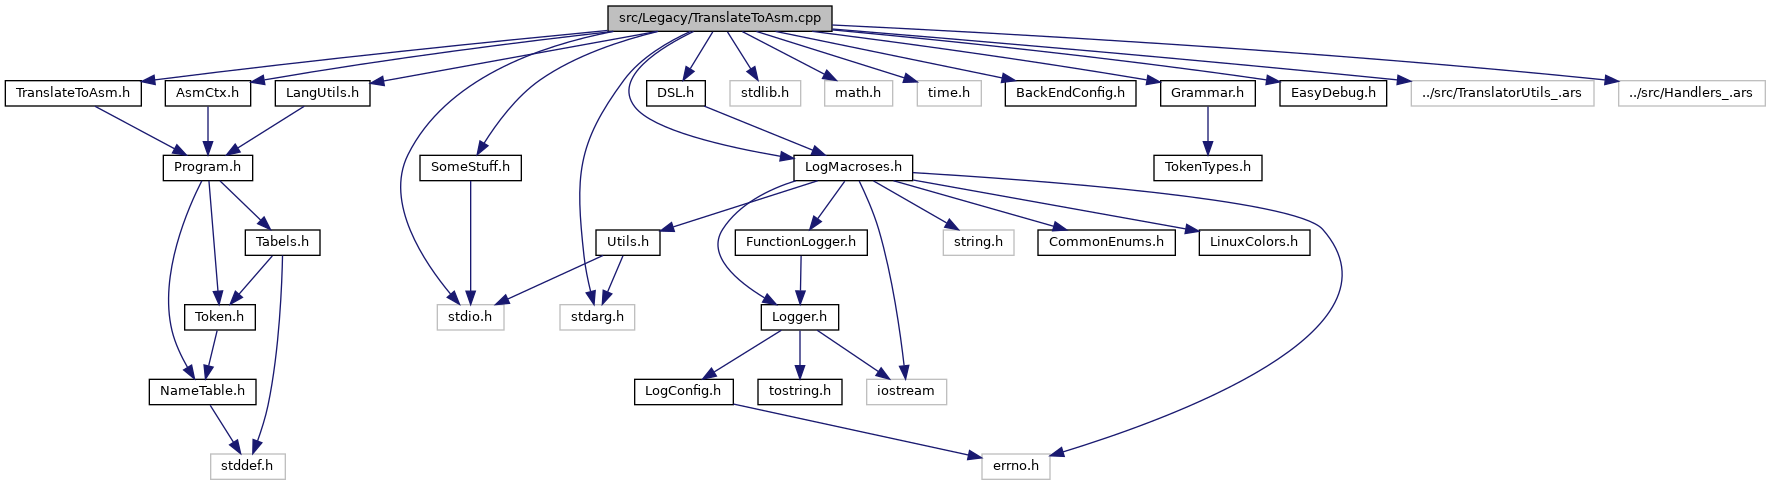 src/Legacy/TranslateToAsm.cpp
TranslateToAsm.h
AsmCtx.h
LangUtils.h
DSL.h
stdlib.h
math.h
time.h
BackEndConfig.h
Grammar.h
EasyDebug.h
../src/TranslatorUtils_.ars
../src/Handlers_.ars
Program.h
SomeStuff.h
LogMacroses.h
TokenTypes.h
Tabels.h
Utils.h
FunctionLogger.h
string.h
CommonEnums.h
LinuxColors.h
Token.h
stdio.h
stdarg.h
Logger.h
NameTable.h
LogConfig.h
tostring.h
iostream
stddef.h
errno.h